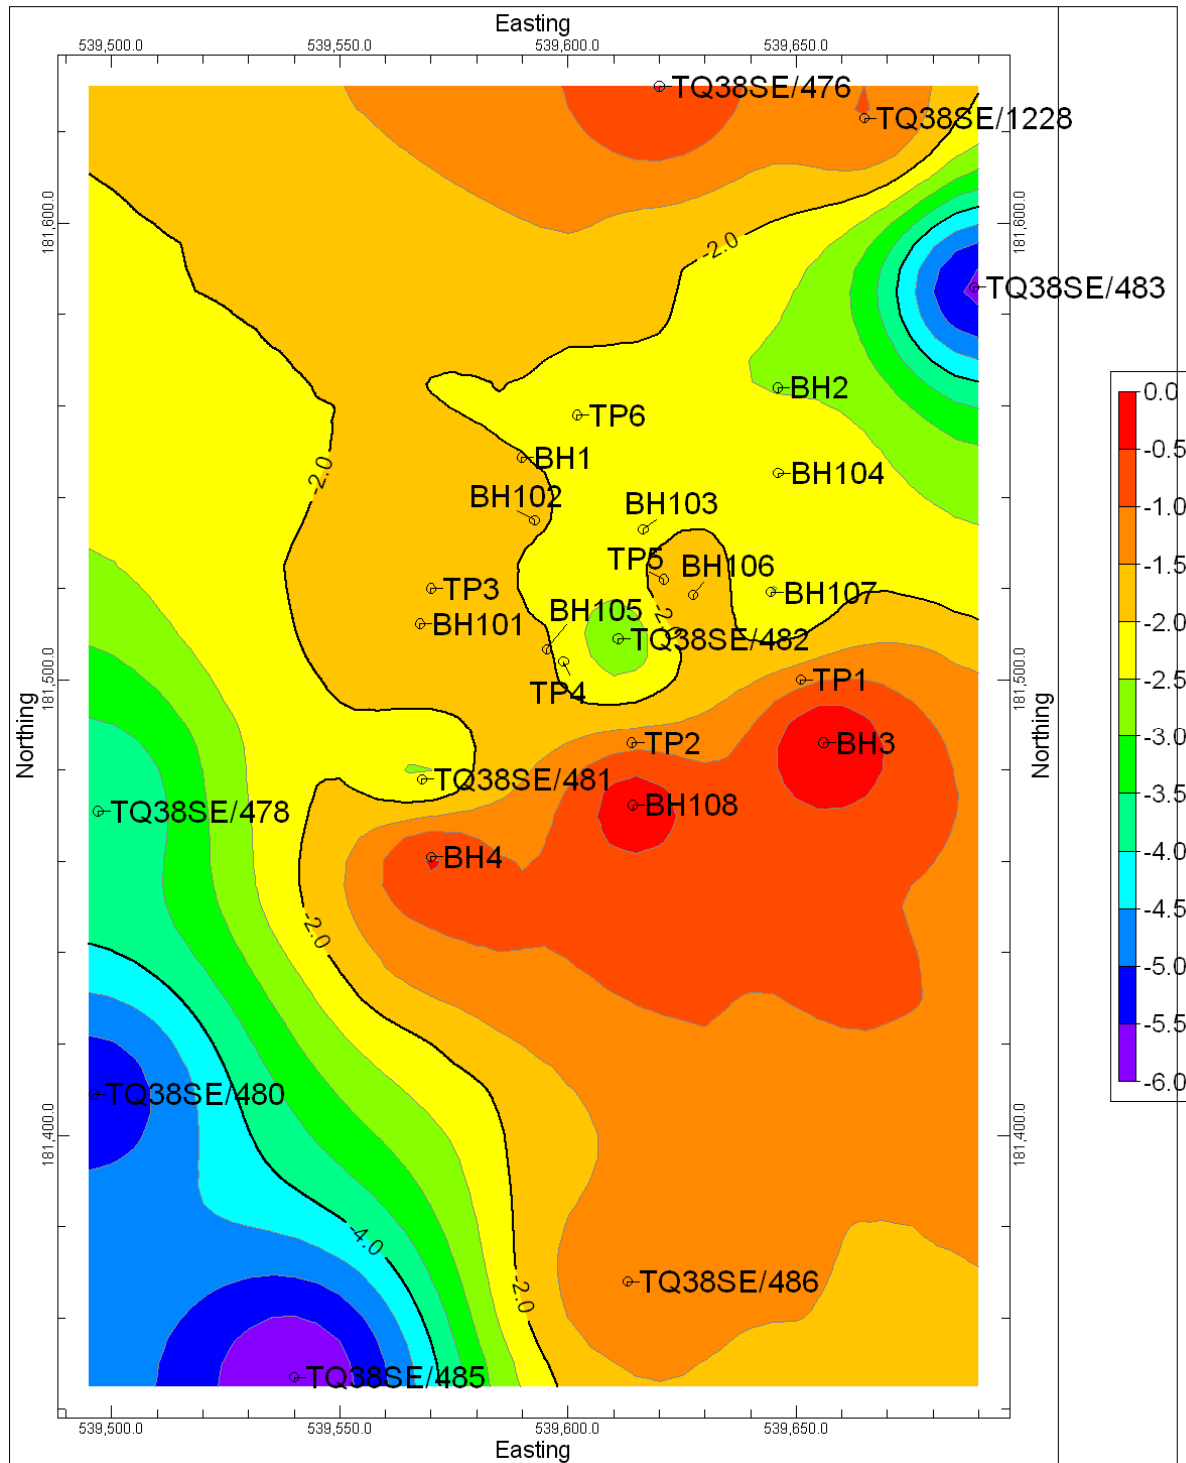 Easting
539,500.0 539,550.0 539,600.0 539,650.0
TQ38SE/476
TQ38SE/1228
181,600.0 181,600.0
-2.0
TQ38SE/483
BH2
0.0
TP6
-0.5
BH1
-2.0
BH104
BH102
BH103
-1.0
TP5
BH106
-1.5
TP3
BH107
BH105
BH101
-2.0
-2.0
TQ38SE/482
181,500.0 181,500.0
TP4
TP1
-2.5
Northing Northing
TP2
BH3
-3.0
TQ38SE/481
TQ38SE/478
BH108
-3.5
BH4
-4.0
-2.0
-4.5
-5.0
-5.5
TQ38SE/480
-6.0
181,400.0 181,400.0
-4.0
TQ38SE/486
-2.0
TQ38SE/485
539,500.0 539,550.0 539,600.0 539,650.0
Easting